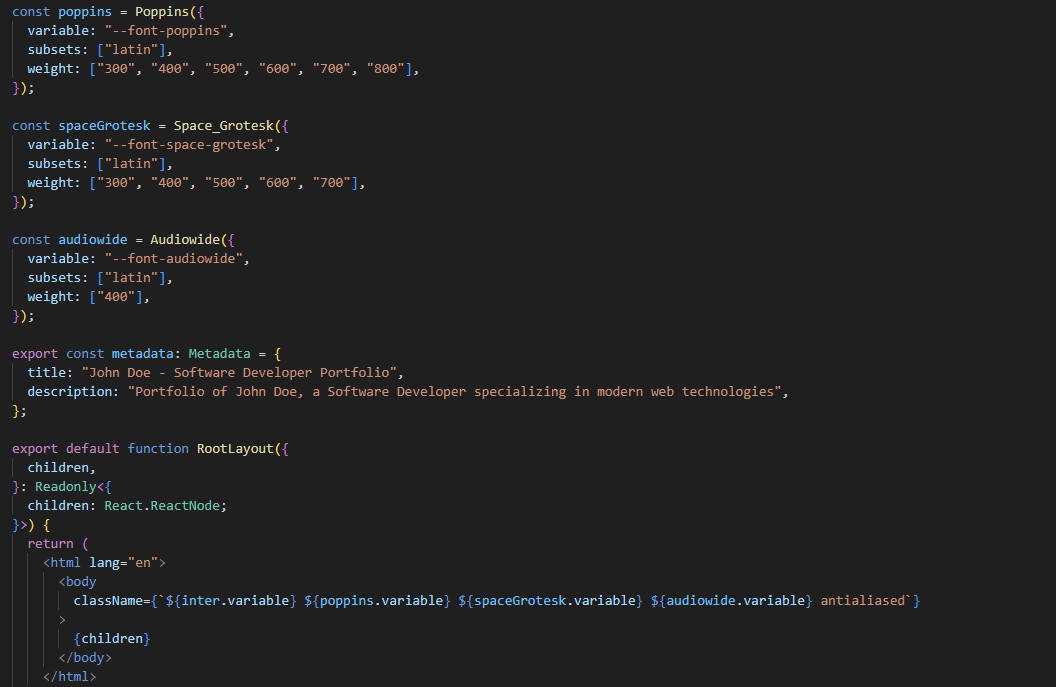 const poppins = Poppins({
  variable: "--font-poppins",
  subsets: ["latin"],
  weight: ["300", "400", "500", "600", "700", "800"],
});

const spaceGrotesk = Space_Grotesk({
  variable: "--font-space-grotesk",
  subsets: ["latin"],
  weight: ["300", "400", "500", "600", "700"],
});

const audiowide = Audiowide({
  variable: "--font-audiowide",
  subsets: ["latin"],
  weight: ["400"],
});

export const metadata: Metadata = {
  title: "John Doe - Software Developer Portfolio",
  description: "Portfolio of John Doe, a Software Developer specializing in modern web technologies",
};

export default function RootLayout({
  children,
}: Readonly<{
  children: React.ReactNode;
}>) {
  return (
    <html lang="en">
      <body
        className={`${inter.variable} ${poppins.variable} ${spaceGrotesk.variable} ${audiowide.variable} antialiased`}
      >
        {children}
      </body>
    </html>